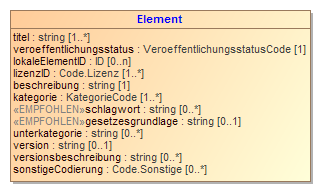 Element
titel : string [1..*]
veroeffentlichungsstatus : VeroeffentlichungsstatusCode [1]
lokaleElementID : ID [0..n]
lizenzID : Code.Lizenz [1..*]
beschreibung : string [1]
kategorie : KategorieCode [1..*]
«EMPFOHLEN»schlagwort : string [0..*]
«EMPFOHLEN»gesetzesgrundlage : string [0..1]
unterkategorie : string [0..*]
version : string [0..1]
versionsbeschreibung : string [0..*]
sonstigeCodierung : Code.Sonstige [0..*]